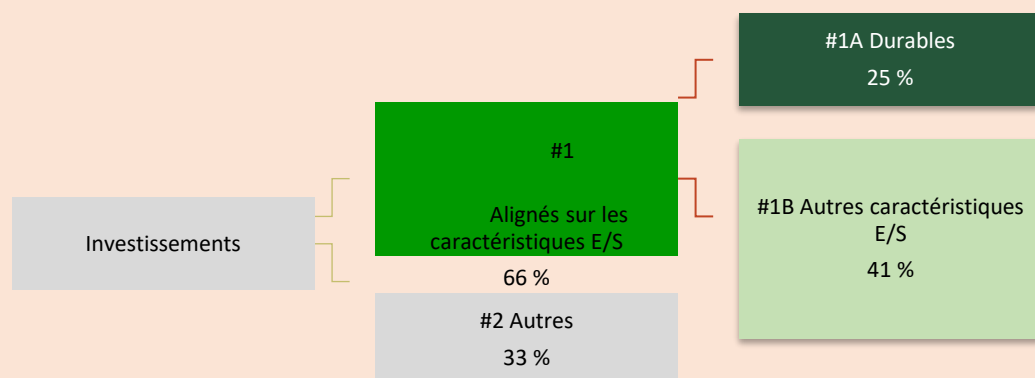 Investissements
#1
Alignés sur les
caractéristiques E/S
66 %
#2 Autres
33 %
#1A Durables
25 %
#1B Autres caractéristiques
E/S
41 %